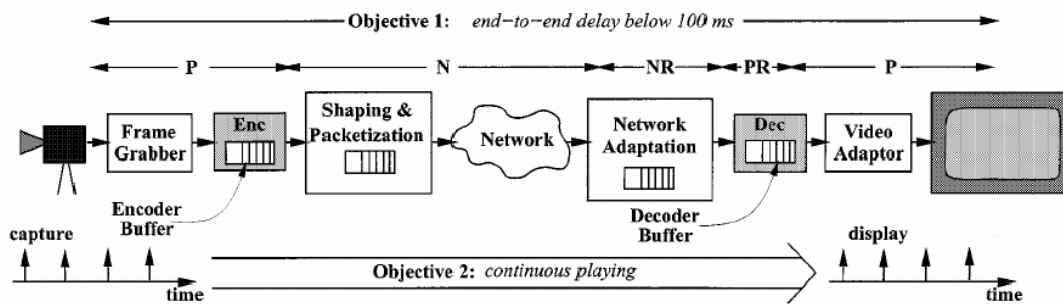 Objective 1: end-to-end delay below 100 ms
P N NR PR P
Frame
Grabber
Enc
Shaping &
Packetization
Network
Network
Adaptation
Dec
Video
Adaptor
Encoder
Buffer
Decoder
Buffer
capture
time
Objective 2: continuous playing
display
time